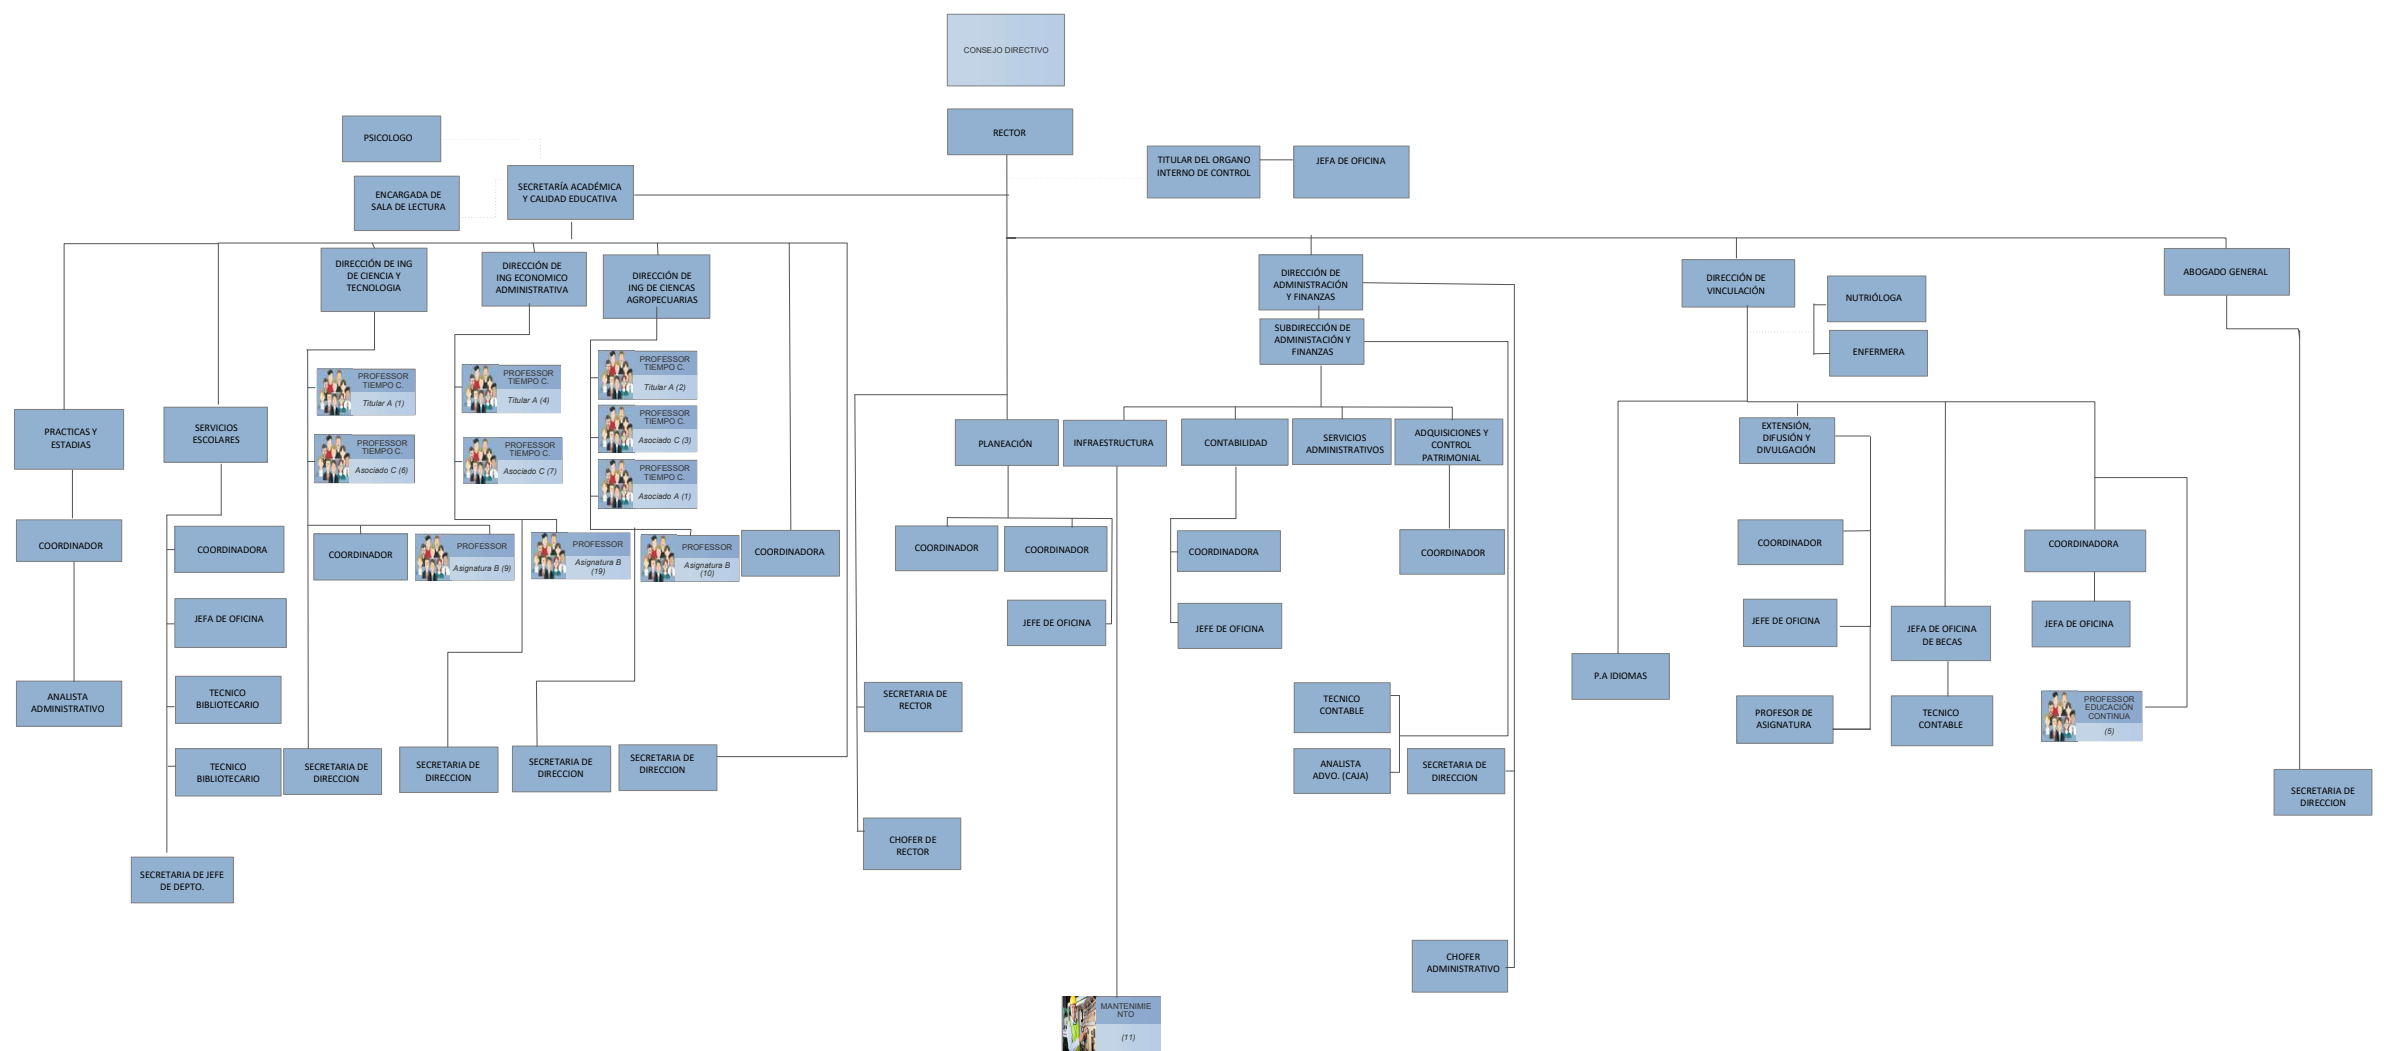 CONSEJO DIRECTIVO
RECTOR
PSICOLOGO
TITULAR DEL ORGANO
INTERNO DE CONTROL
JEFA DE OFICINA
SECRETARÍA ACADÉMICA
Y CALIDAD EDUCATIVA
ENCARGADA DE
SALA DE LECTURA
DIRECCIÓN DE ING
DE CIENCIA Y
TECNOLOGIA
DIRECCIÓN DE
ING ECONOMICO
ADMINISTRATIVA
DIRECCIÓN DE
ING DE CIENCAS
AGROPECUARIAS
DIRECCIÓN DE
ADMINISTRACIÓN
Y FINANZAS
DIRECCIÓN DE
VINCULACIÓN
NUTRIÓLOGA
ABOGADO GENERAL
SUBDIRECCIÓN DE
ADMINISTACIÓN Y
FINANZAS
ENFERMERA
PROFESSOR
TIEMPO C.
Titular A (1)
PROFESSOR
TIEMPO C.
Titular A (4)
PROFESSOR
TIEMPO C.
Titular A (2)
PROFESSOR
TIEMPO C.
Asociado C (3)
PRACTICAS Y
ESTADIAS
SERVICIOS
ESCOLARES
PROFESSOR
TIEMPO C.
Asociado C (6)
PROFESSOR
TIEMPO C.
Asociado C (7)
PROFESSOR
TIEMPO C.
Asociado A (1)
PLANEACIÓN
INFRAESTRUCTURA
CONTABILIDAD
SERVICIOS
ADMINISTRATIVOS
ADQUISICIONES Y
CONTROL
PATRIMONIAL
EXTENSIÓN,
DIFUSIÓN Y
DIVULGACIÓN
COORDINADOR
COORDINADORA
COORDINADOR
PROFESSOR
Asignatura B (9)
PROFESSOR
Asignatura B
(19)
PROFESSOR
Asignatura B
(10)
COORDINADORA
COORDINADOR
COORDINADOR
COORDINADORA
COORDINADOR
COORDINADOR
COORDINADORA
JEFA DE OFICINA
JEFE DE OFICINA
JEFE DE OFICINA
JEFE DE OFICINA
JEFA DE OFICINA
DE BECAS
JEFA DE OFICINA
ANALISTA
ADMINISTRATIVO
TECNICO
BIBLIOTECARIO
SECRETARIA DE
RECTOR
TECNICO
CONTABLE
P.A IDIOMAS
PROFESOR DE
ASIGNATURA
TECNICO
CONTABLE
PROFESSOR
EDUCACIÓN
CONTINUA
(5)
TECNICO
BIBLIOTECARIO
SECRETARIA DE
DIRECCION
SECRETARIA DE
DIRECCION
SECRETARIA DE
DIRECCION
SECRETARIA DE
DIRECCION
ANALISTA
ADVO. (CAJA)
SECRETARIA DE
DIRECCION
SECRETARIA DE
DIRECCION
CHOFER DE
RECTOR
SECRETARIA DE JEFE
DE DEPTO.
CHOFER
ADMINISTRATIVO
MANTENIMIE
NTO
(11)